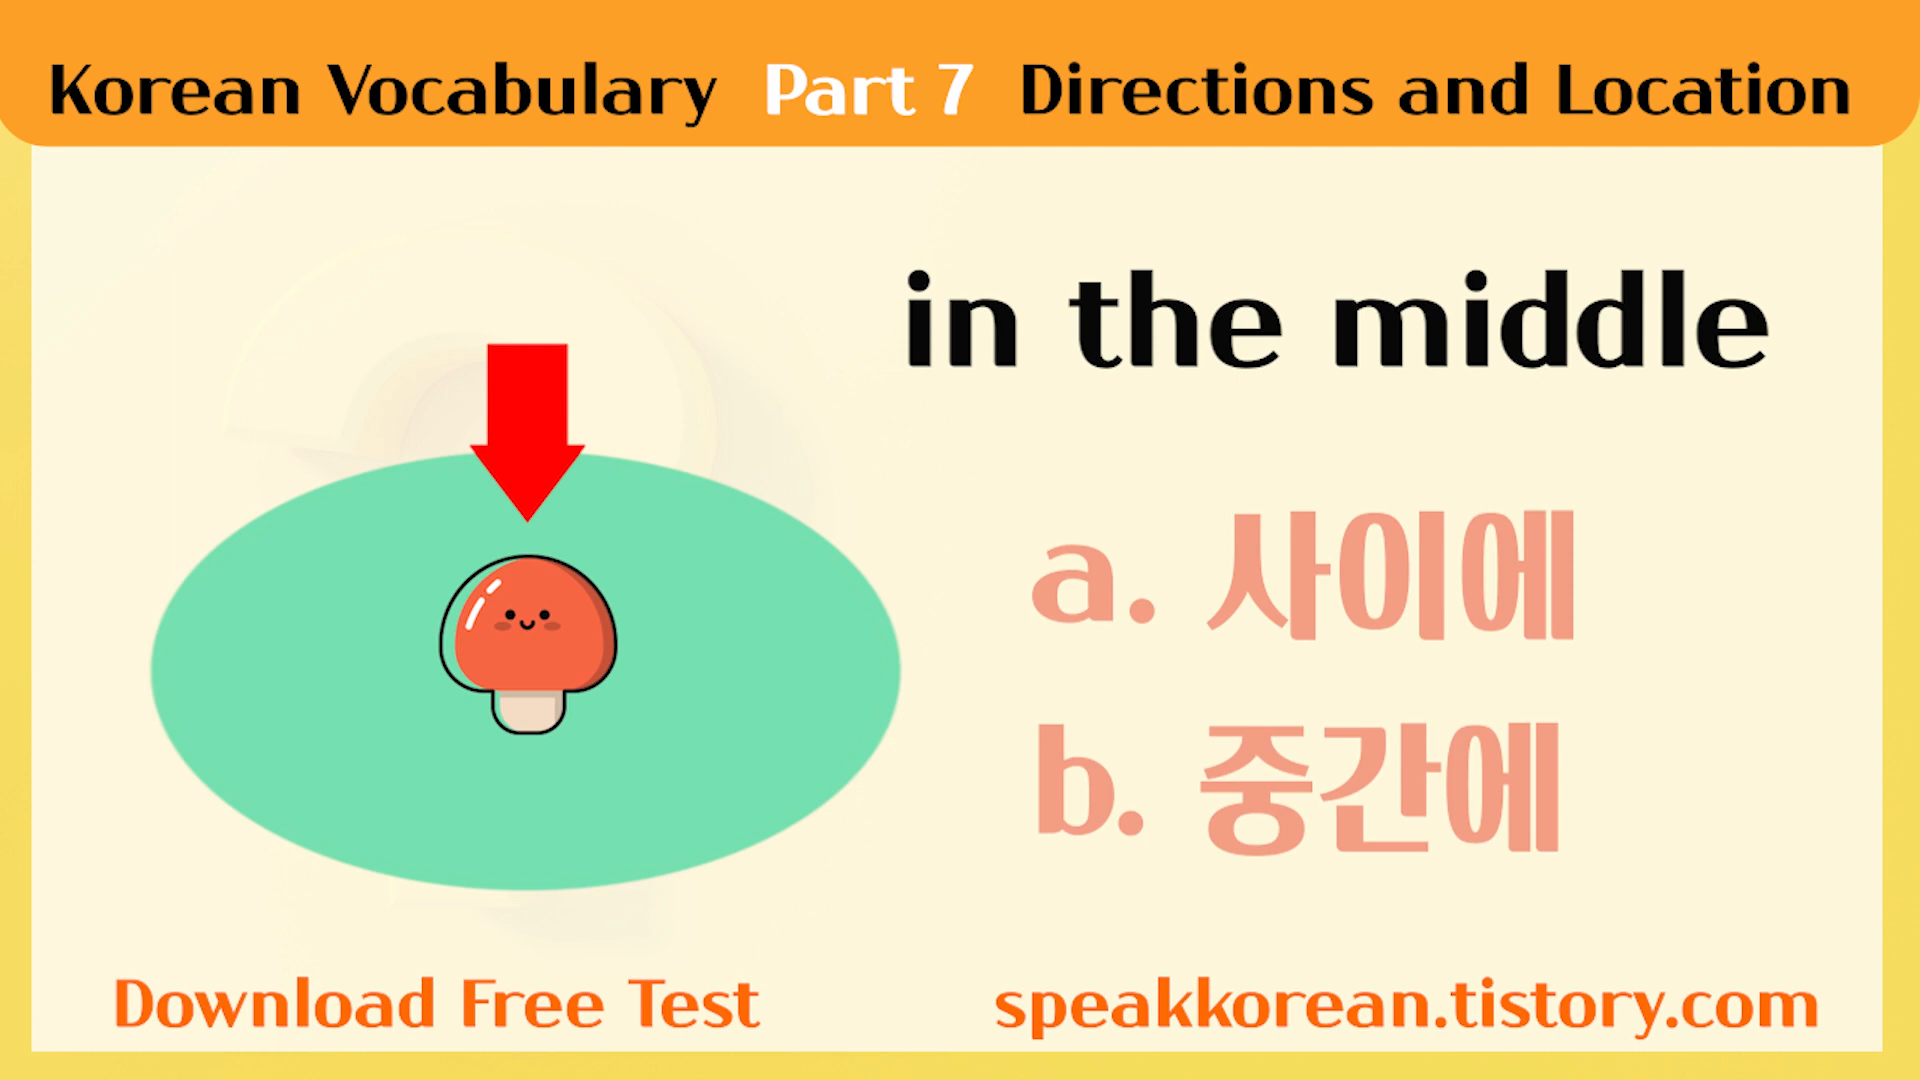 Korean Vocabulary Part 7 Directions and Location
in the middle
a. 사이에
b. 중간에
Download Free Test
speakkorean.tistory.com